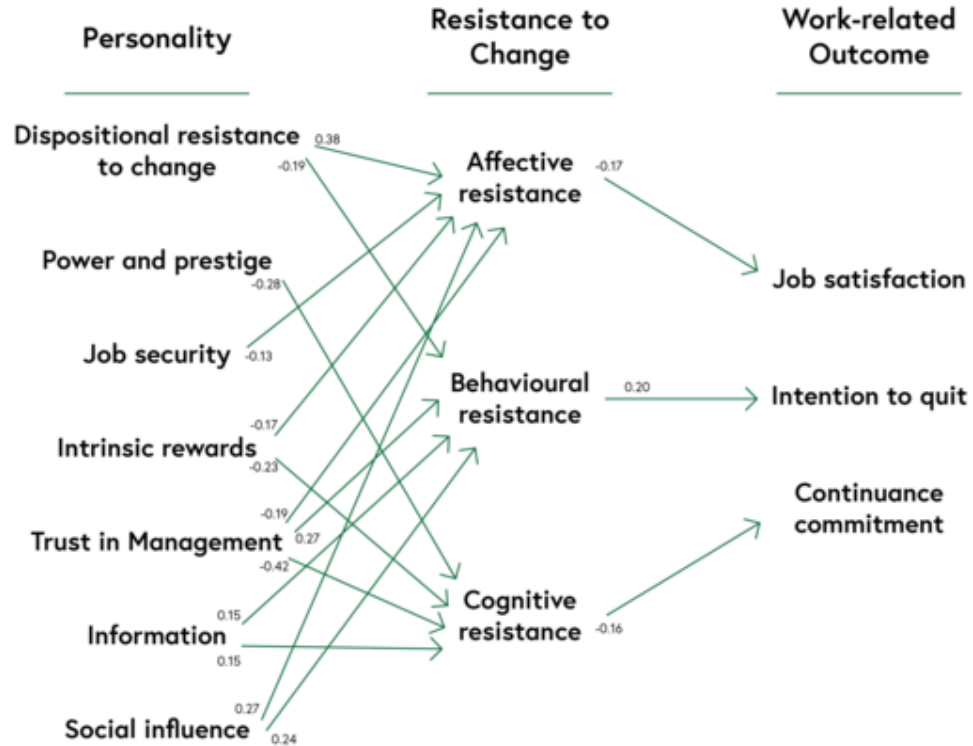 Personality
Resistance to
Change
Work-related
Outcome
Dispositional resistance
to change
0.38
-0.19
Affective
resistance
-0.17
Power and prestige
-0.28
Job satisfaction
Job security
-0.13
Behavioural
resistance
0.20
Intention to quit
Intrinsic rewards
-0.17
-0.23
Continuance
commitment
Trust in Management
-0.19
0.27
-0.42
Cognitive
resistance
-0.16
Information
0.15
0.15
Social influence
0.27
0.24